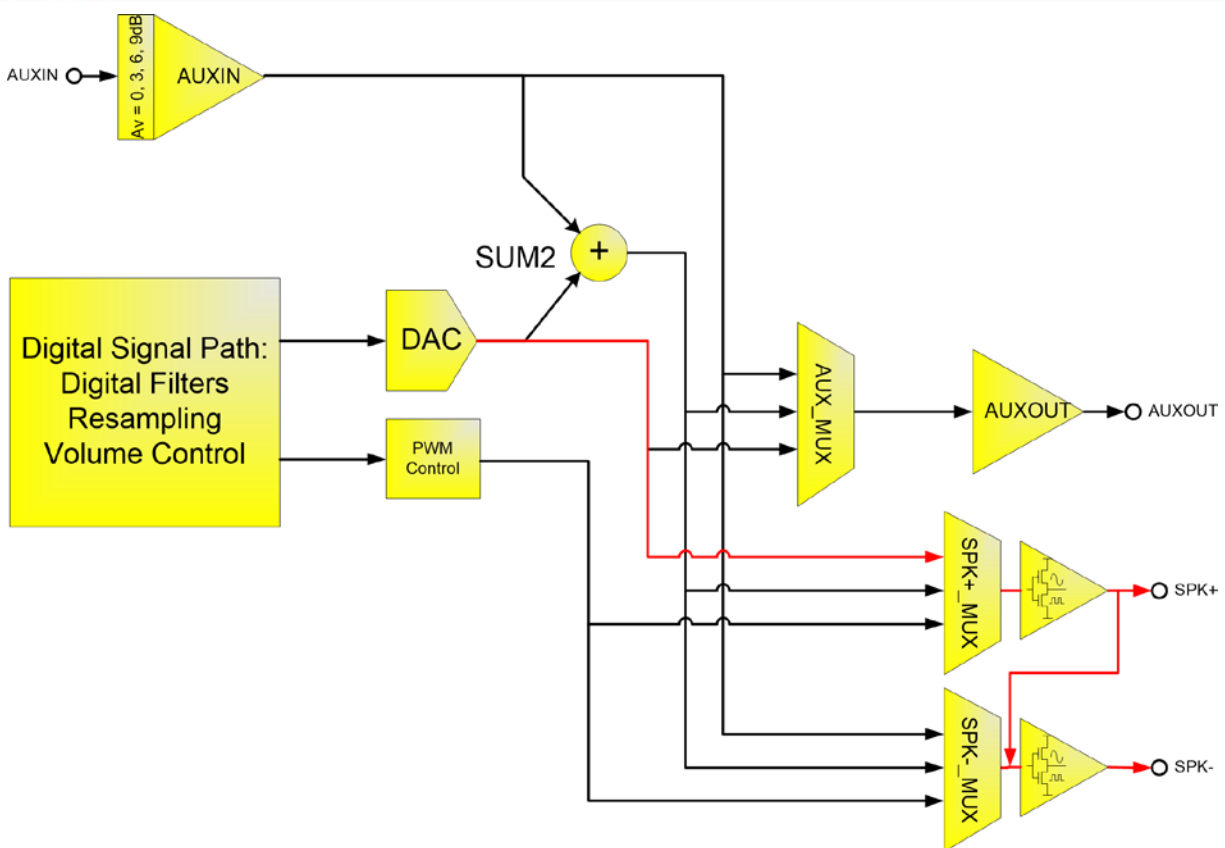 AUXIN
Av = 0, 3, 6, 9dB
AUXIN
SUM2
+
Digital Signal Path:
Digital Filters
Resampling
Volume Control
DAC
PWM
Control
AUX_MUX
AUXOUT
AUXOUT
SPK+_MUX
SPK+
SPK-_MUX
SPK-